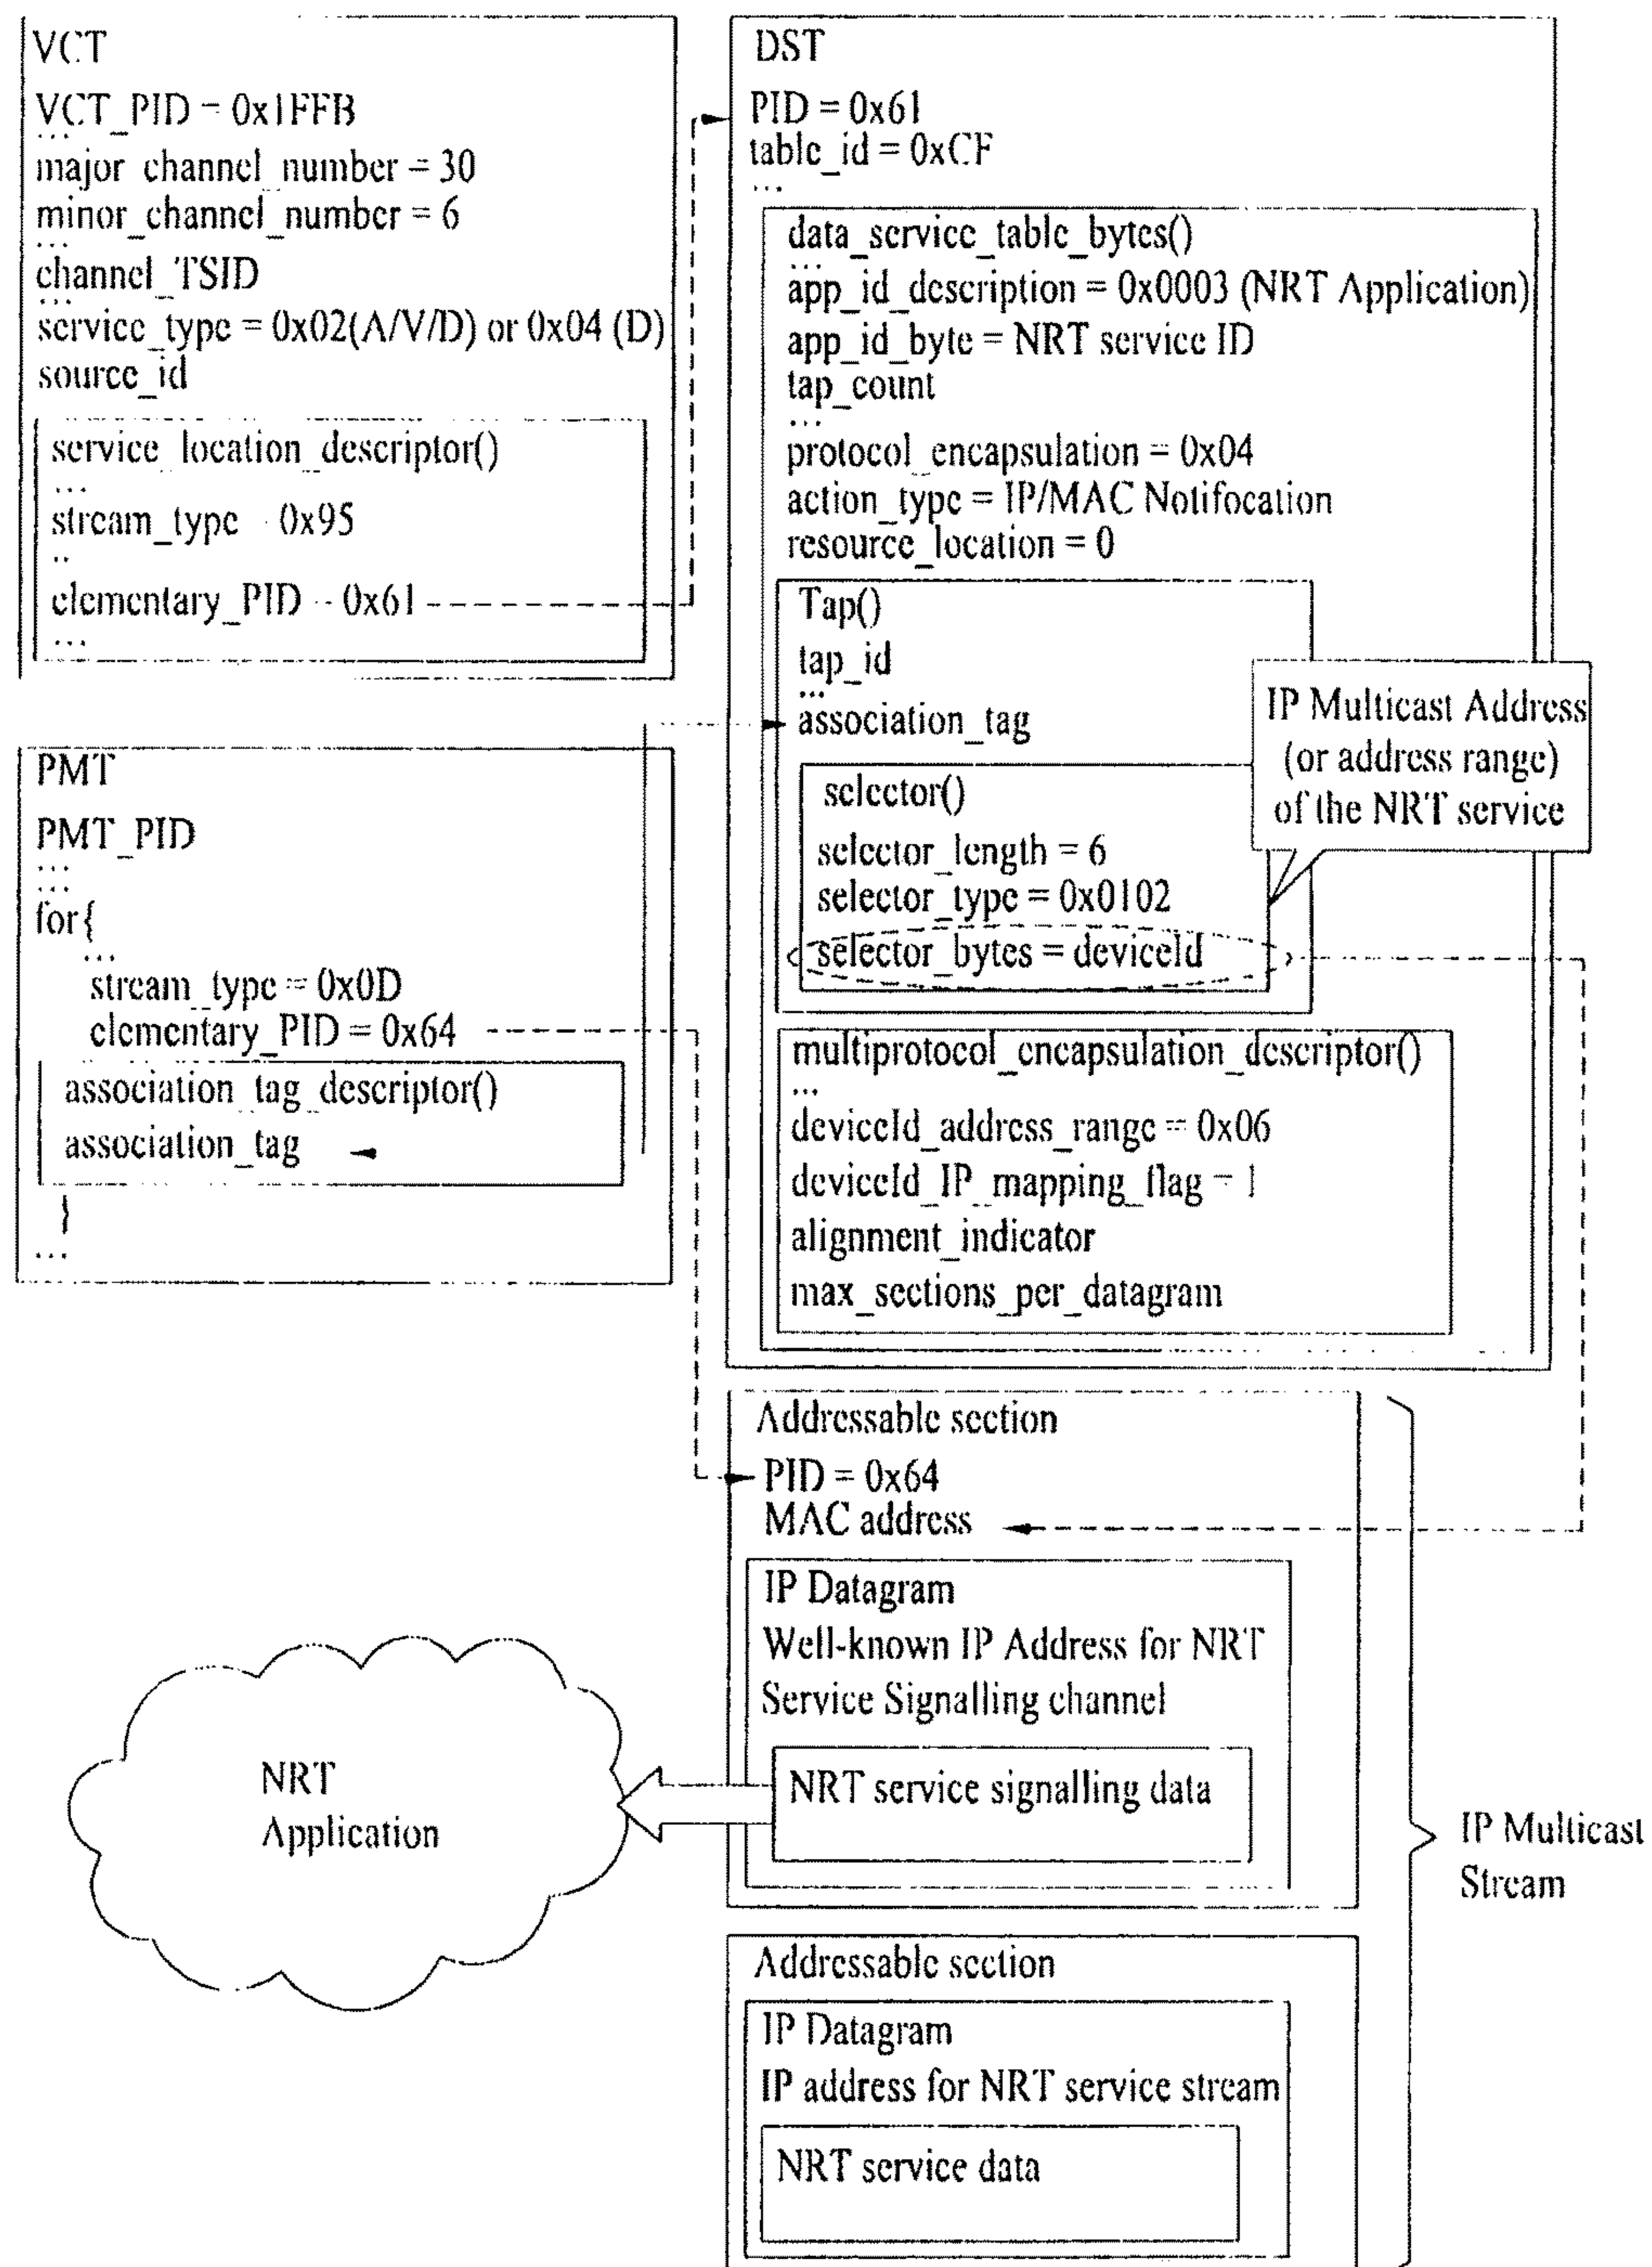 VCT
VCT_PID = 0x1FFB
...
major_channel_number = 30
minor_channel_number = 6
...
channel_TSID
...
service_type = 0x02(A/V/D) or 0x04 (D)
source_id
service_location_descriptor()
...
stream_type - 0x95
..
elementary_PID - 0x61
...
PMT
PMT_PID
...
...
for{
...
stream_type = 0x0D
elementary_PID = 0x64
association_tag_descriptor()
association_tag
}
...
DST
PID = 0x61
table_id = 0xCF
...
data_service_table_bytes()
...
app_id_description = 0x0003 (NRT Application)
app_id_byte = NRT service ID
tap_count
...
protocol_encapsulation = 0x04
action_type = IP/MAC Notifocation
resource_location = 0
Tap()
tap_id
...
association_tag
selector()
selector_length = 6
selector_type = 0x0102
selector_bytes = deviceId
IP Multicast Address
(or address range)
of the NRT service
multiprotocol_encapsulation_descriptor()
...
deviceId_address_range = 0x06
deviceId_IP_mapping_flag = 1
alignment_indicator
max_sections_per_datagram
Addressable section
PID = 0x64
MAC address
IP Datagram
Well-known IP Address for NRT
Service Signalling channel
NRT service signalling data
NRT
Application
IP Multicast
Stream
Addressable section
IP Datagram
IP address for NRT service stream
NRT service data